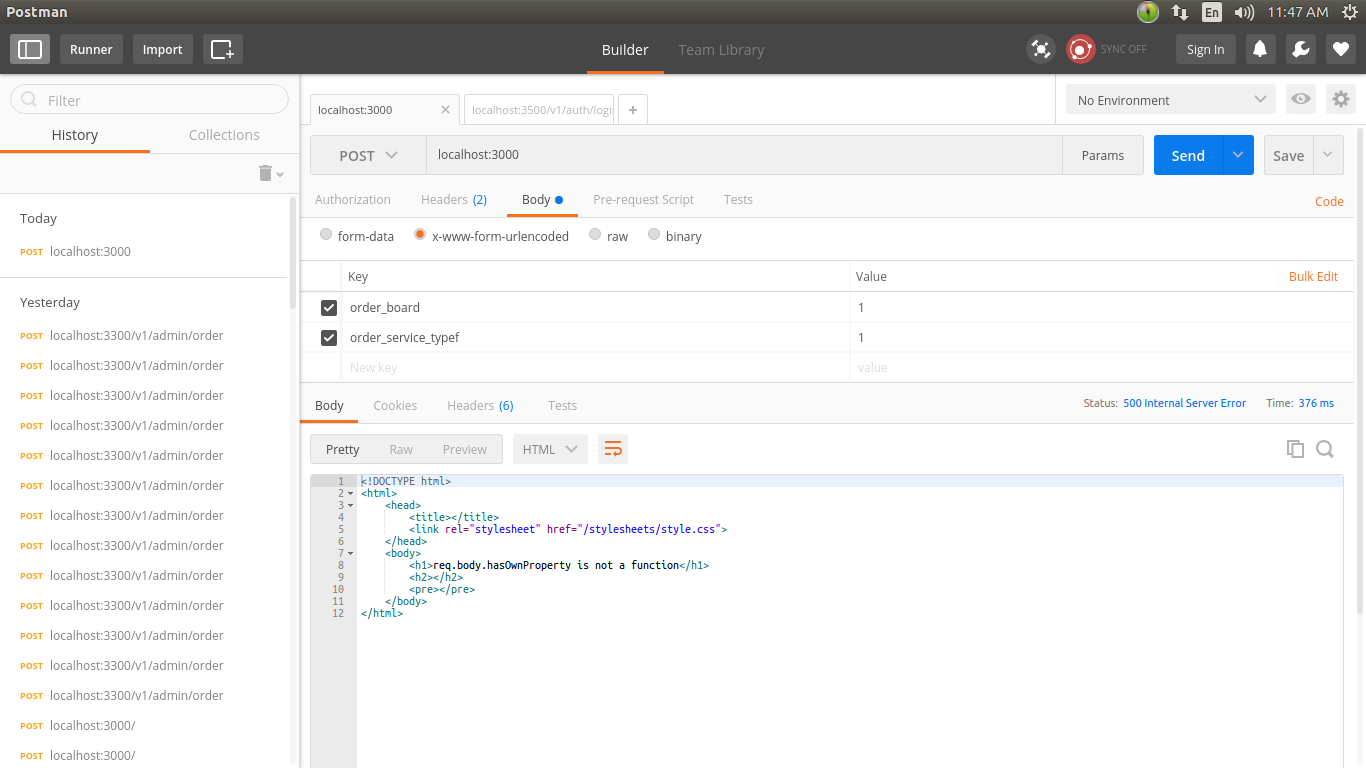 Postman
En
11:47 AM
Runner
Import
Builder
Team Library
SYNC OFF
Sign In
Filter
History
Collections
Today
POST localhost:3000
Yesterday
POST localhost:3300/v1/admin/order
POST localhost:3300/v1/admin/order
POST localhost:3300/v1/admin/order
POST localhost:3300/v1/admin/order
POST localhost:3300/v1/admin/order
POST localhost:3300/v1/admin/order
POST localhost:3300/v1/admin/order
POST localhost:3300/v1/admin/order
POST localhost:3300/v1/admin/order
POST localhost:3300/v1/admin/order
POST localhost:3300/v1/admin/order
POST localhost:3300/v1/admin/order
POST localhost:3300/v1/admin/order
POST localhost:3000/
POST localhost:3000/
localhost:3000
localhost:3500/v1/auth/logi
No Environment
POST
localhost:3000
Params
Send
Save
Authorization
Headers (2)
Body
Pre-request Script
Tests
Code
form-data
x-www-form-urlencoded
raw
binary
Key Value Bulk Edit
order_board 1
order_service_typef 1
New key value
Body
Cookies
Headers (6)
Tests
Status: 500 Internal Server Error
Time: 376 ms
Pretty
Raw
Preview
HTML
1 <!DOCTYPE html>
2 <html>
3 <head>
4 <title></title>
5 <link rel="stylesheet" href="/stylesheets/style.css">
6 </head>
7 <body>
8 <h1>req.body.hasOwnProperty is not a function</h1>
9 <h2></h2>
10 <pre></pre>
11 </body>
12 </html>